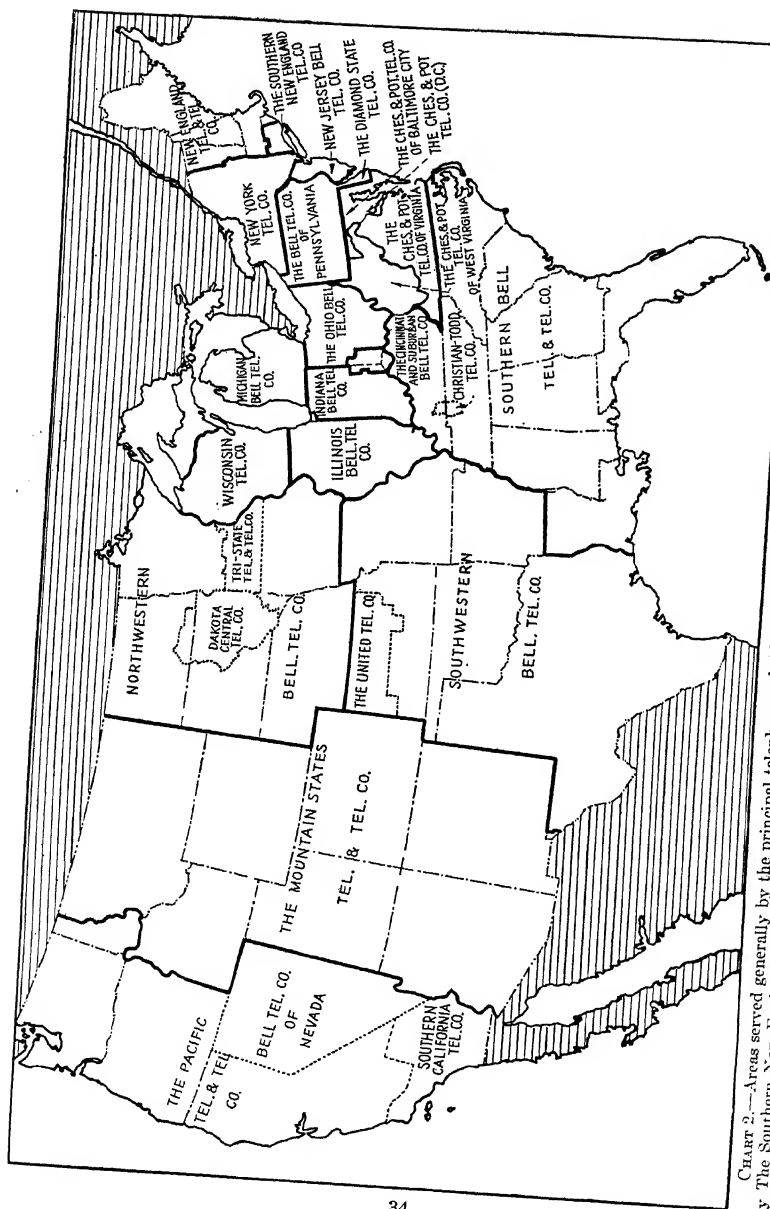 NEW ENGLAND
TEL. & TEL.
CO.
THE SOUTHERN
NEW ENGLAND
TEL. CO
NEW JERSEY BELL
TEL. CO.
THE DIAMOND STATE
TEL. CO.
THE CHES. & POT. TEL. CO.
OF BALTIMORE CITY
THE CHES. & POT
TEL. CO. (D.C.)
NEW YORK
TEL. CO.
THE BELL TEL. CO.
OF
PENNSYLVANIA
THE
CHES. & POT.
TEL. CO. OF VIRGINIA
THE CHES. & POT
TEL. CO.
OF WEST VIRGINIA
MICHIGAN
BELL TEL.
CO.
THE OHIO BELL
TEL. CO.
INDIANA
BELL TEL.
CO.
THE CINCINNATI
AND SUBURBAN
BELL TEL. CO.
CHRISTIAN-TODD
TEL. CO.
SOUTHERN BELL
TEL. & TEL. CO.
WISCONSIN
TEL. CO.
ILLINOIS
BELL. TEL
CO.
NORTHWESTERN
BELL. TEL. CO.
TRI-STATE
TEL. & TEL. CO.
DAKOTA
CENTRAL
TEL. CO.
THE UNITED TEL. CO.
SOUTHWESTERN
BELL. TEL. CO.
THE MOUNTAIN STATES
TEL. & TEL. CO.
THE PACIFIC
TEL. & TEL
CO.
BELL TEL. CO.
OF
NEVADA
SOUTHERN
CALIFORNIA
TEL. CO.
CHART 2.—Areas served generally by the principal
y The Southern New
34